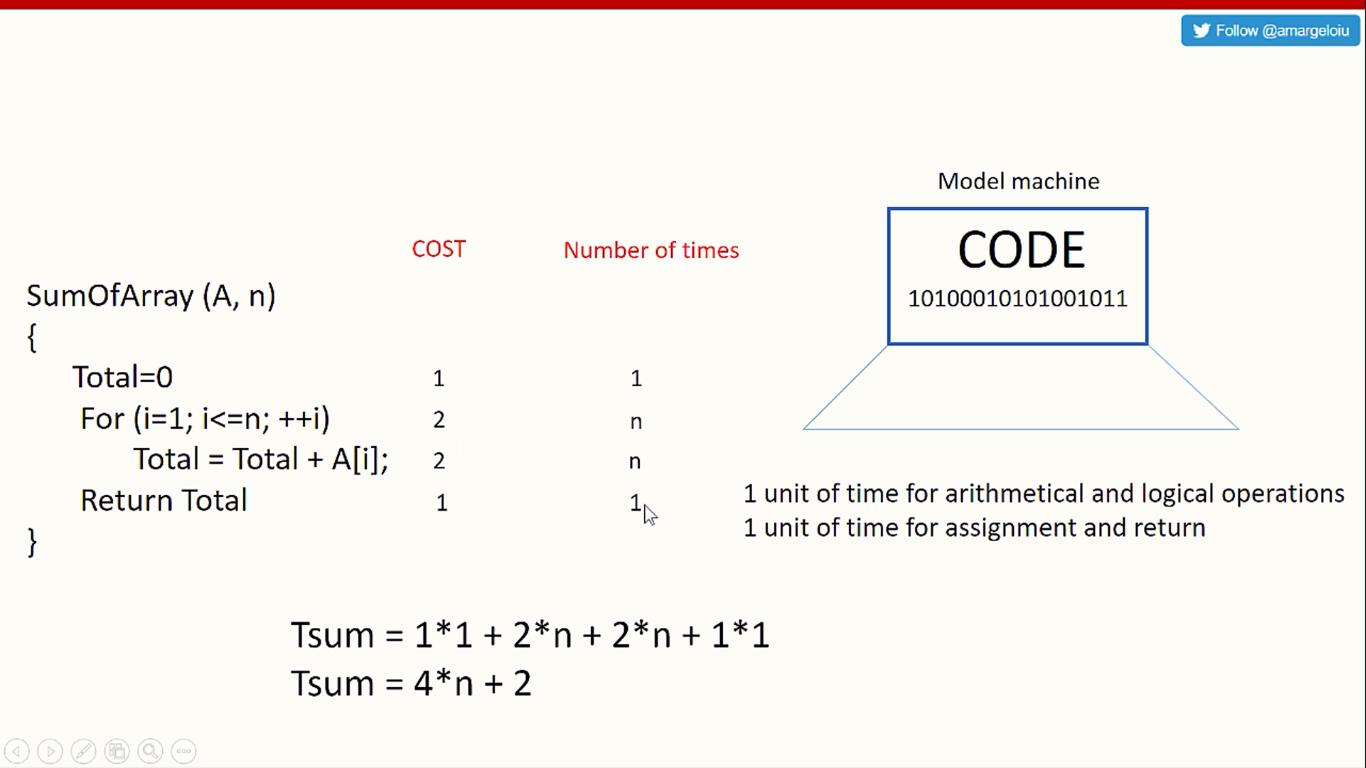 Follow @amargeloiu
Model machine
CODE
10100010101001011
COST Number of times
SumOfArray (A, n)
{
Total=0 1 1
For (i=1; i<=n; ++i) 2 n
Total = Total + A[i]; 2 n
Return Total 1 1
}
1 unit of time for arithmetical and logical operations
1 unit of time for assignment and return
Tsum = 1*1 + 2*n + 2*n + 1*1
Tsum = 4*n + 2